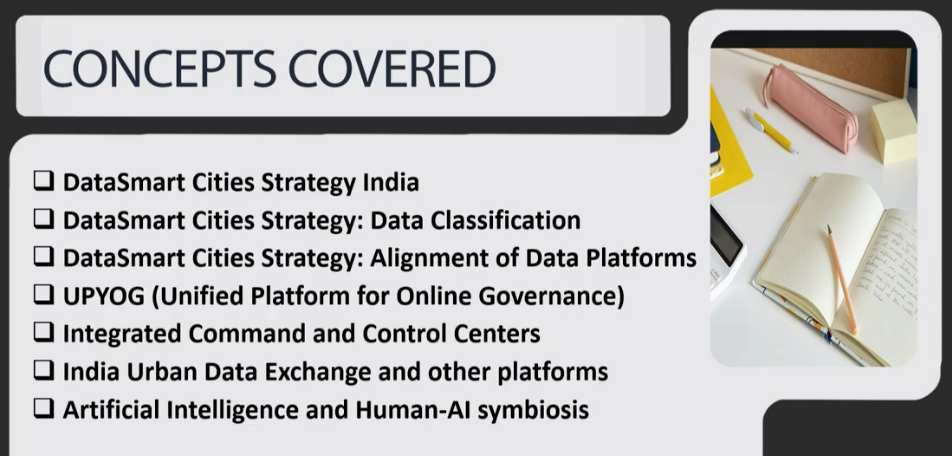 CONCEPTS COVERED
❑ DataSmart Cities Strategy India
❑ DataSmart Cities Strategy: Data Classification
❑ DataSmart Cities Strategy: Alignment of Data Platforms
❑ UPYOG (Unified Platform for Online Governance)
❑ Integrated Command and Control Centers
❑ India Urban Data Exchange and other platforms
❑ Artificial Intelligence and Human-AI symbiosis